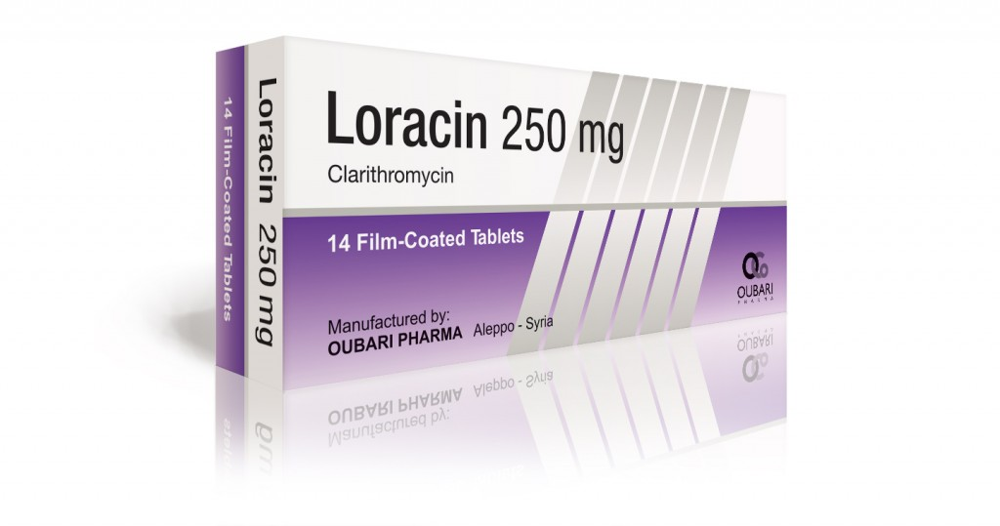 14 Film-Coated Tablets
Loracin 250 mg
Loracin 250 mg
Clarithromycin
14 Film-Coated Tablets
Manufactured by:
OUBARI PHARMA Aleppo - Syria
OUBARI
PHARMA